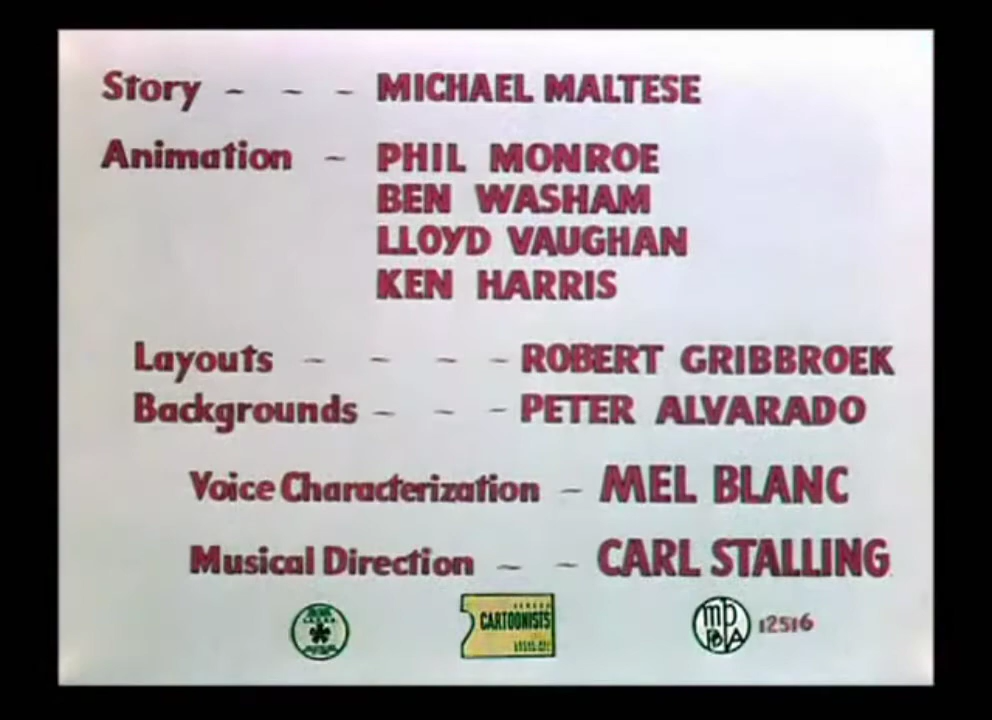 Story - - - MICHAEL MALTESE
Animation - PHIL MONROE
BEN WASHAM
LLOYD VAUGHAN
KEN HARRIS
Layouts - - - - ROBERT GRIBBROEK
Backgrounds - - - PETER ALVARADO
Voice Characterization - MEL BLANC
Musical Direction - - CARL STALLING
CARTOONISTS
MPPDA 12516